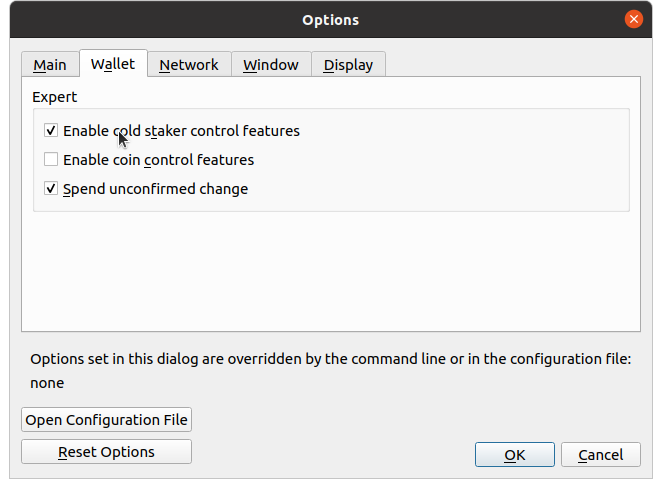 Options
Main Wallet Network Window Display
Expert
Enable cold staker control features
Enable coin control features
Spend unconfirmed change
Options set in this dialog are overridden by the command line or in the configuration file:
none
Open Configuration File
Reset Options OK Cancel